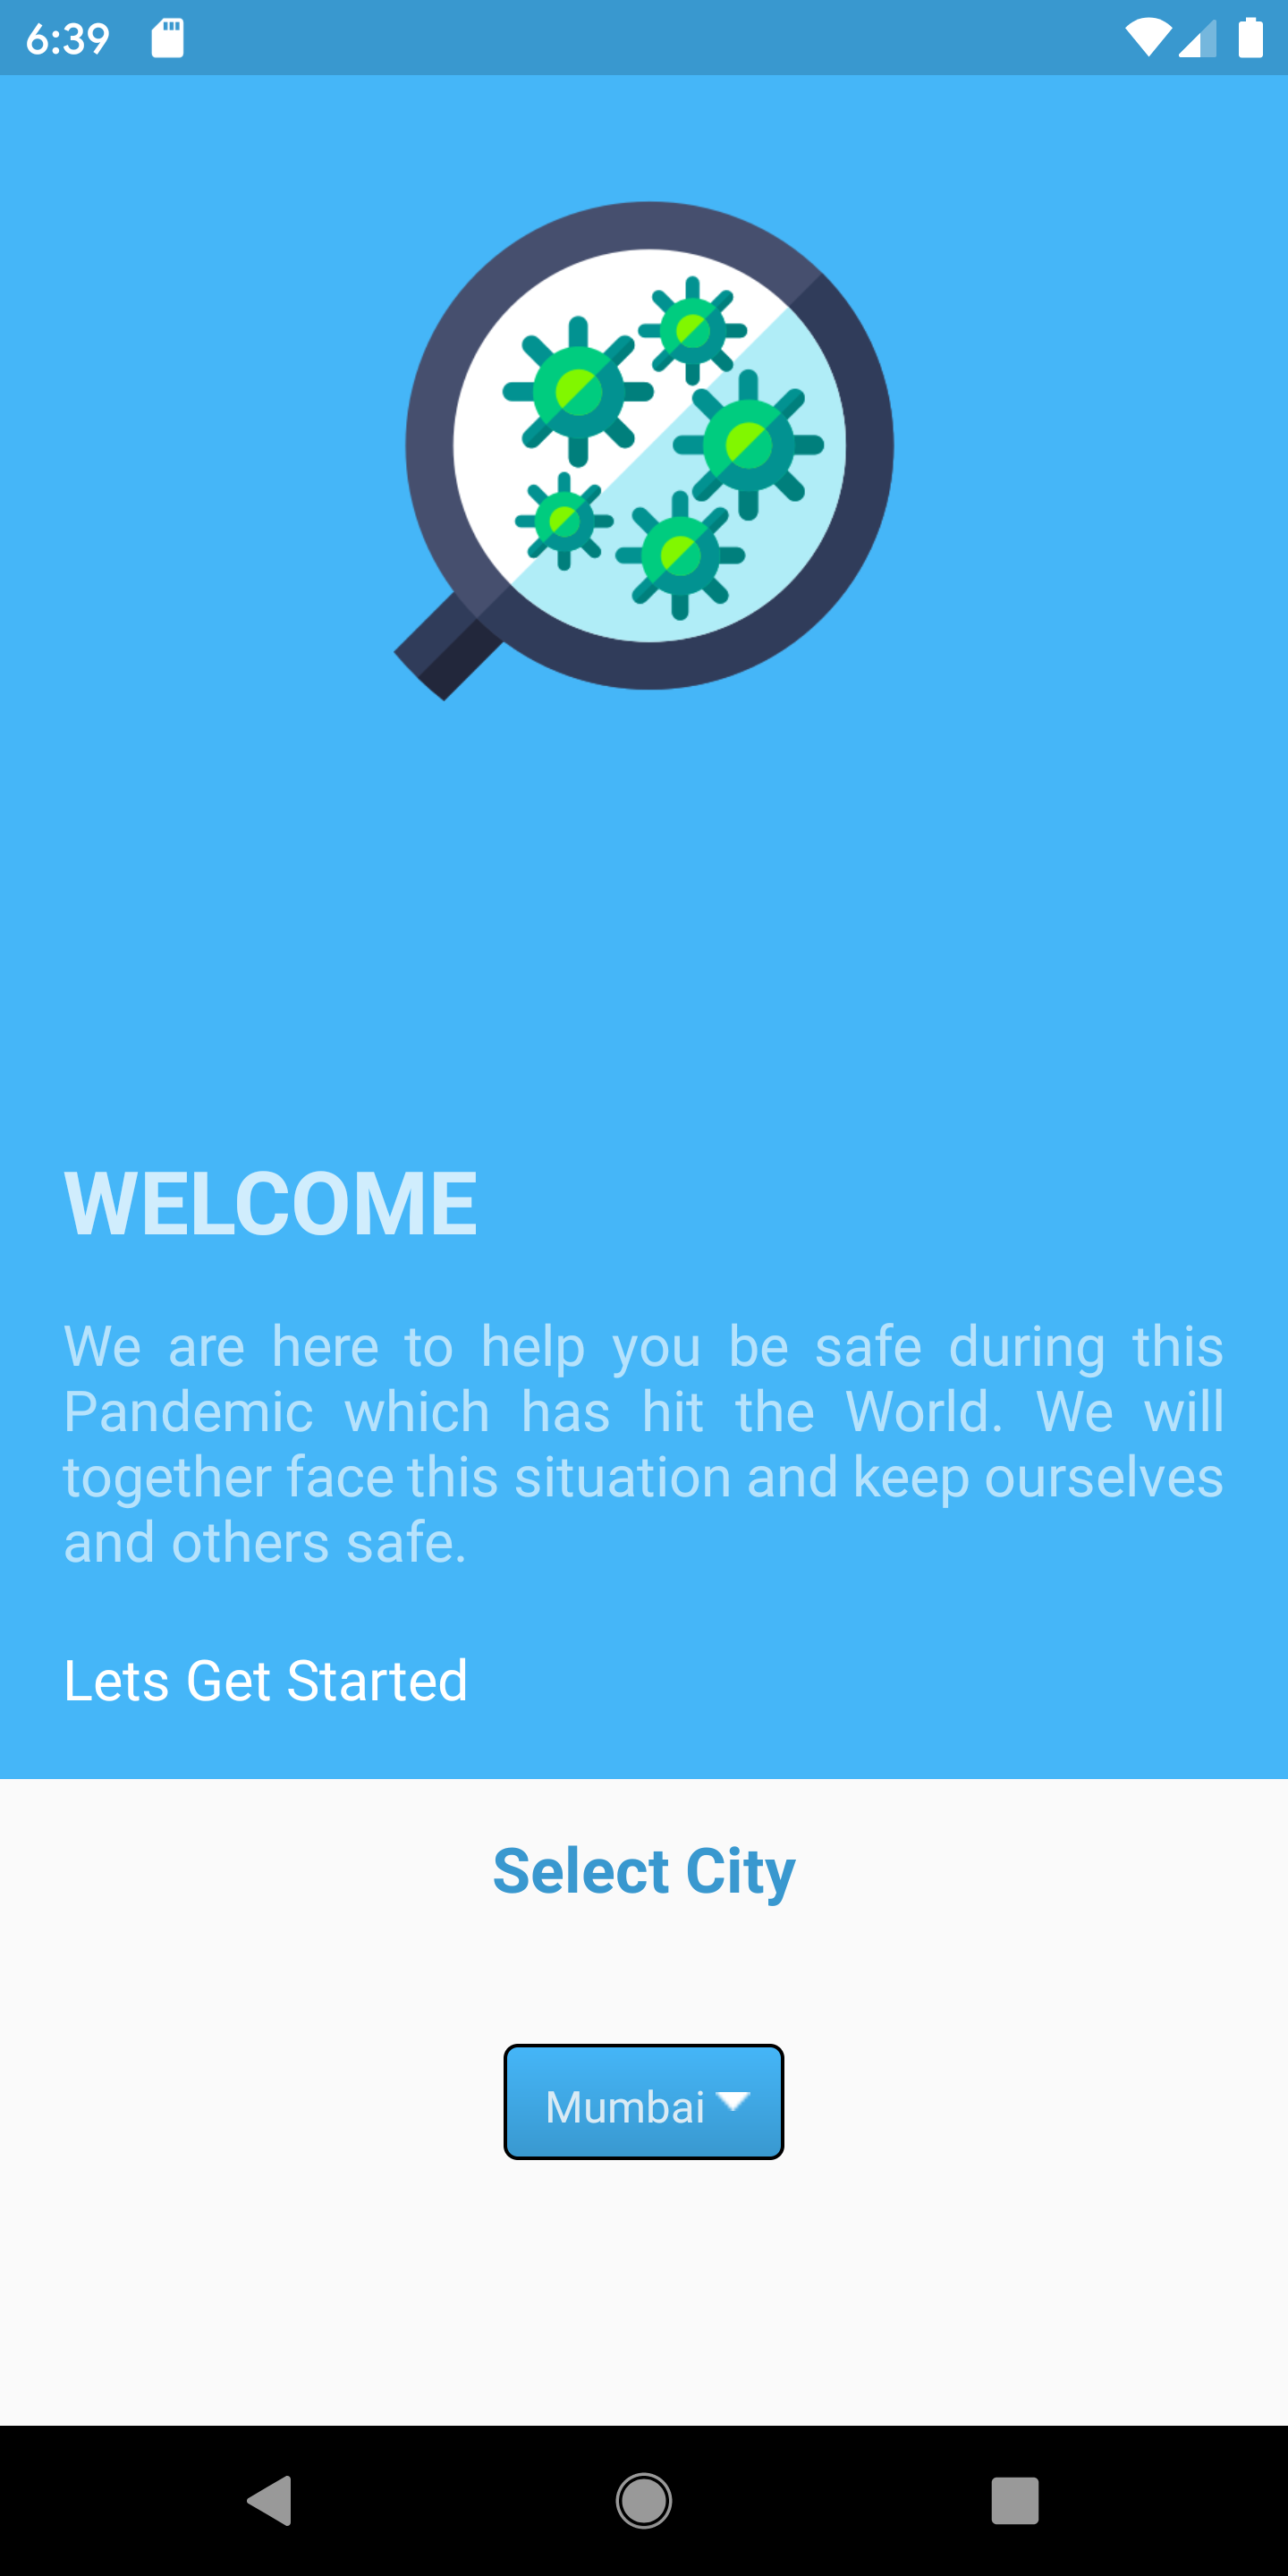 6:39
WELCOME
We are here to help you be safe during this
Pandemic which has hit the World. We will
together face this situation and keep ourselves
and others safe.
Lets Get Started
Select City
Mumbai